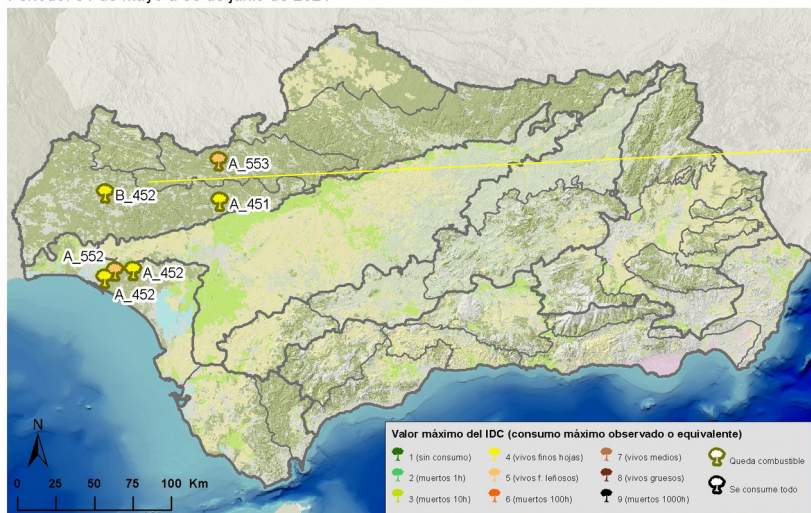 A_553
B_452
A_451
A_552
A_452
A_452
N
0 25 50 75 100 Km
Valor máximo del IDC (consumo máximo observado o equivalente)
1 (sin consumo) 4 (vivos finos hojas) 7 (vivos medios) Queda combustible
2 (muertos 1h) 5 (vivos f. leñosos) 8 (vivos gruesos)
3 (muertos 10h) 6 (muertos 100h) 9 (muertos 1000h) Se consume todo